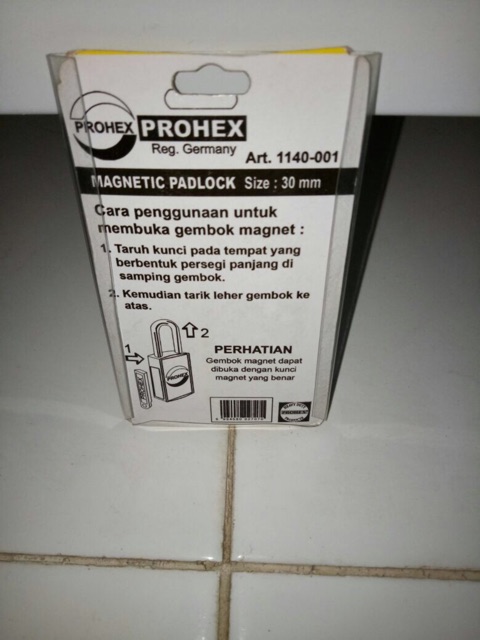 PROHEX PROHEX
Reg. Germany
Art. 1140-001
MAGNETIC PADLOCK Size : 30 mm
Cara penggunaan untuk
membuka gembok magnet :
1. Taruh kunci pada tempat yang
berbentuk persegi panjang di
samping gembok.
2. Kemudian tarik leher gembok ke
atas.
2
1
PROHEX
PROHEX
PERHATIAN
Gembok magnet dapat
dibuka dengan kunci
magnet yang benar